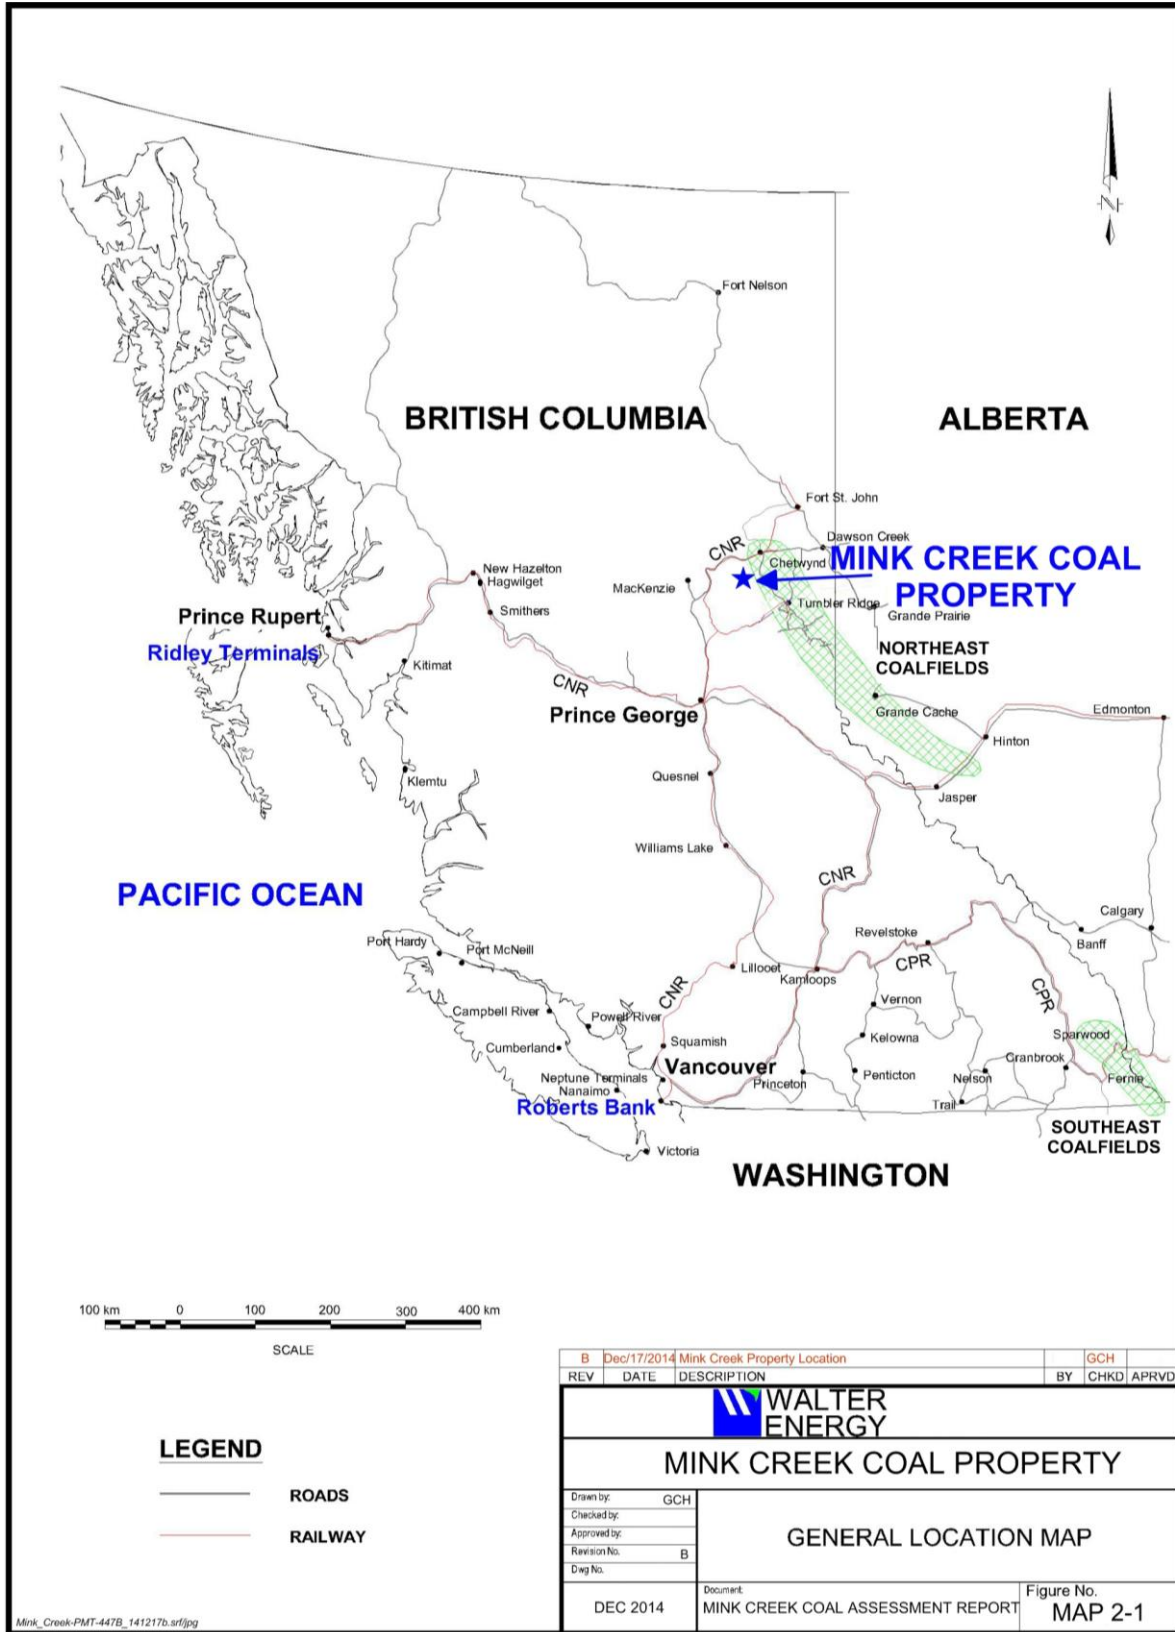 Fort Nelson
BRITISH COLUMBIA
ALBERTA
Fort St. John
Dawson Creek
CNR
Chetwynd
MINK CREEK COAL
PROPERTY
MacKenzie
Tumbler Ridge
Grande Prairie
New Hazelton
Hagwilget
Smithers
Prince Rupert
Ridley Terminals
Kitimat
NORTHEAST
COALFIELDS
CNR
Prince George
Grande Cache
Edmonton
Hinton
Klemtu
Quesnel
Jasper
Williams Lake
CNR
PACIFIC OCEAN
Calgary
Banff
Revelstoke
Port Hardy
Port McNeill
CPR
Lillooet
Kamloops
CNR
CPR
Vernon
Campbell River
Powell River
Kelowna
Sparwood
Squamish
Cumberland
Cranbrook
Vancouver
Neptune Terminals
Nanaimo
Princeton
Penticton
Nelson
Fernie
Roberts Bank
Trail
SOUTHEAST
COALFIELDS
Victoria
WASHINGTON
N
100 km 0 100 200 300 400 km
SCALE
LEGEND
ROADS
RAILWAY
B Dec/17/2014 Mink Creek Property Location GCH
REV DATE DESCRIPTION BY CHKD APRVD
WALTER
ENERGY
MINK CREEK COAL PROPERTY
Drawn by: GCH
Checked by:
Approved by:
Revision No. B
Dwg No.
GENERAL LOCATION MAP
DEC 2014
Document:
MINK CREEK COAL ASSESSMENT REPORT
Figure No.
MAP 2-1
Mink_Creek-PMT-447B_141217b.srf/jpg